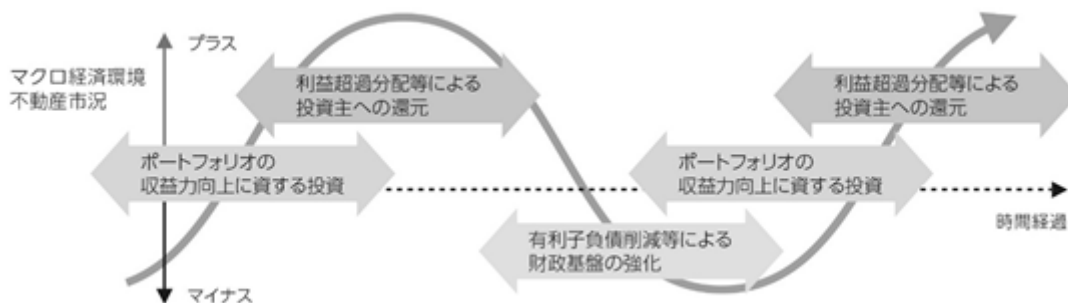 プラス
マクロ経済環境
不動産市況
利益超過分配等による
投資主への還元
利益超過分配等による
投資主への還元
ポートフォリオの
収益力向上に資する投資
ポートフォリオの
収益力向上に資する投資
時間経過
有利子負債削減等による
財政基盤の強化
マイナス